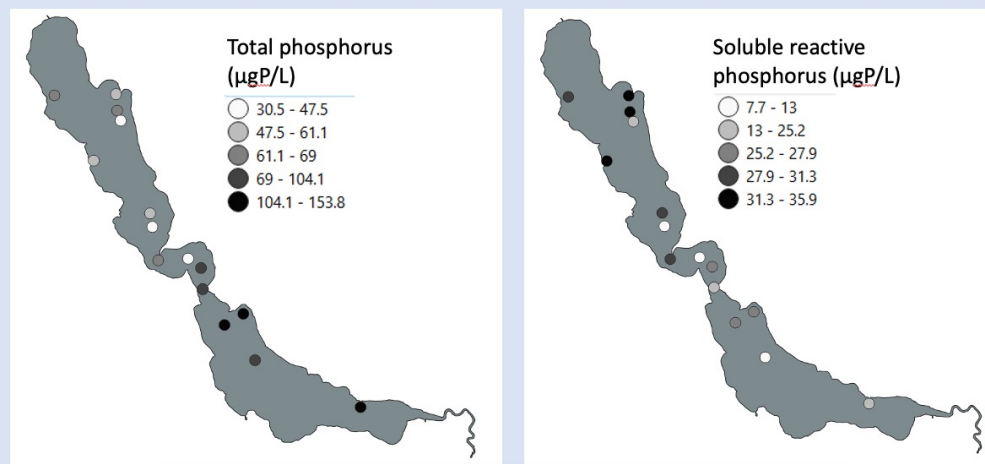 Total phosphorus
(µgP/L)
30.5 - 47.5
47.5 - 61.1
61.1 - 69
69 - 104.1
104.1 - 153.8
Soluble reactive
phosphorus (µgP/L)
7.7 - 13
13 - 25.2
25.2 - 27.9
27.9 - 31.3
31.3 - 35.9